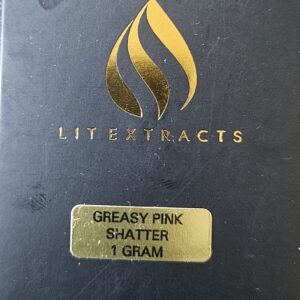 LIT EXTRACTS
GREASY PINK
SHATTER
1 GRAM